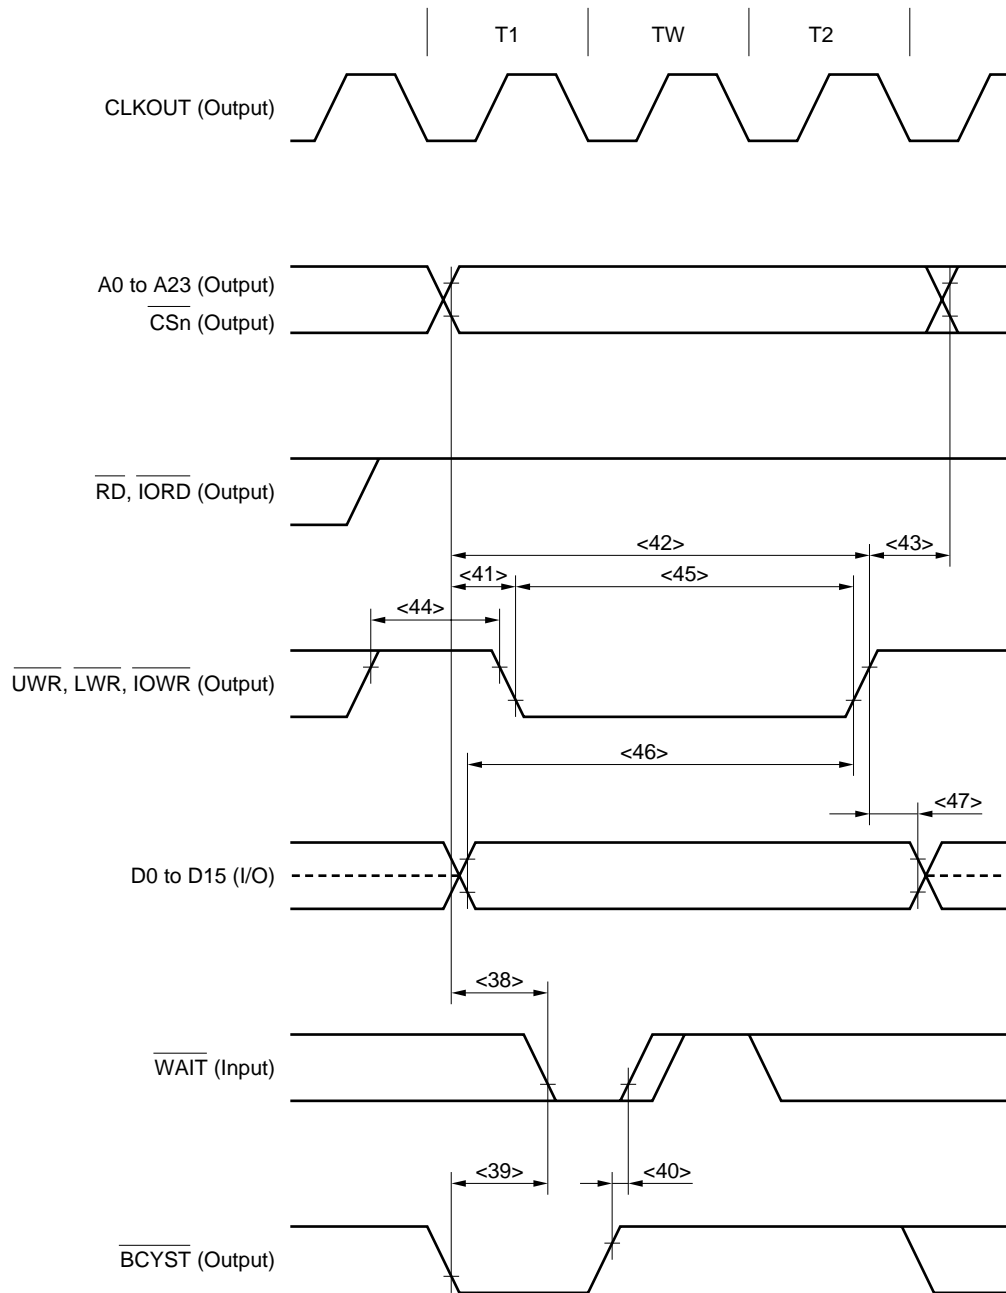 T1 TW T2
CLKOUT (Output)
A0 to A23 (Output)
CSn (Output)
RD, IORD (Output)
<42> <43>
<41> <45>
<44>
UWR, LWR, IOWR (Output)
<46>
<47>
D0 to D15 (I/O)
<38>
WAIT (Input)
<39> <40>
BCYST (Output)